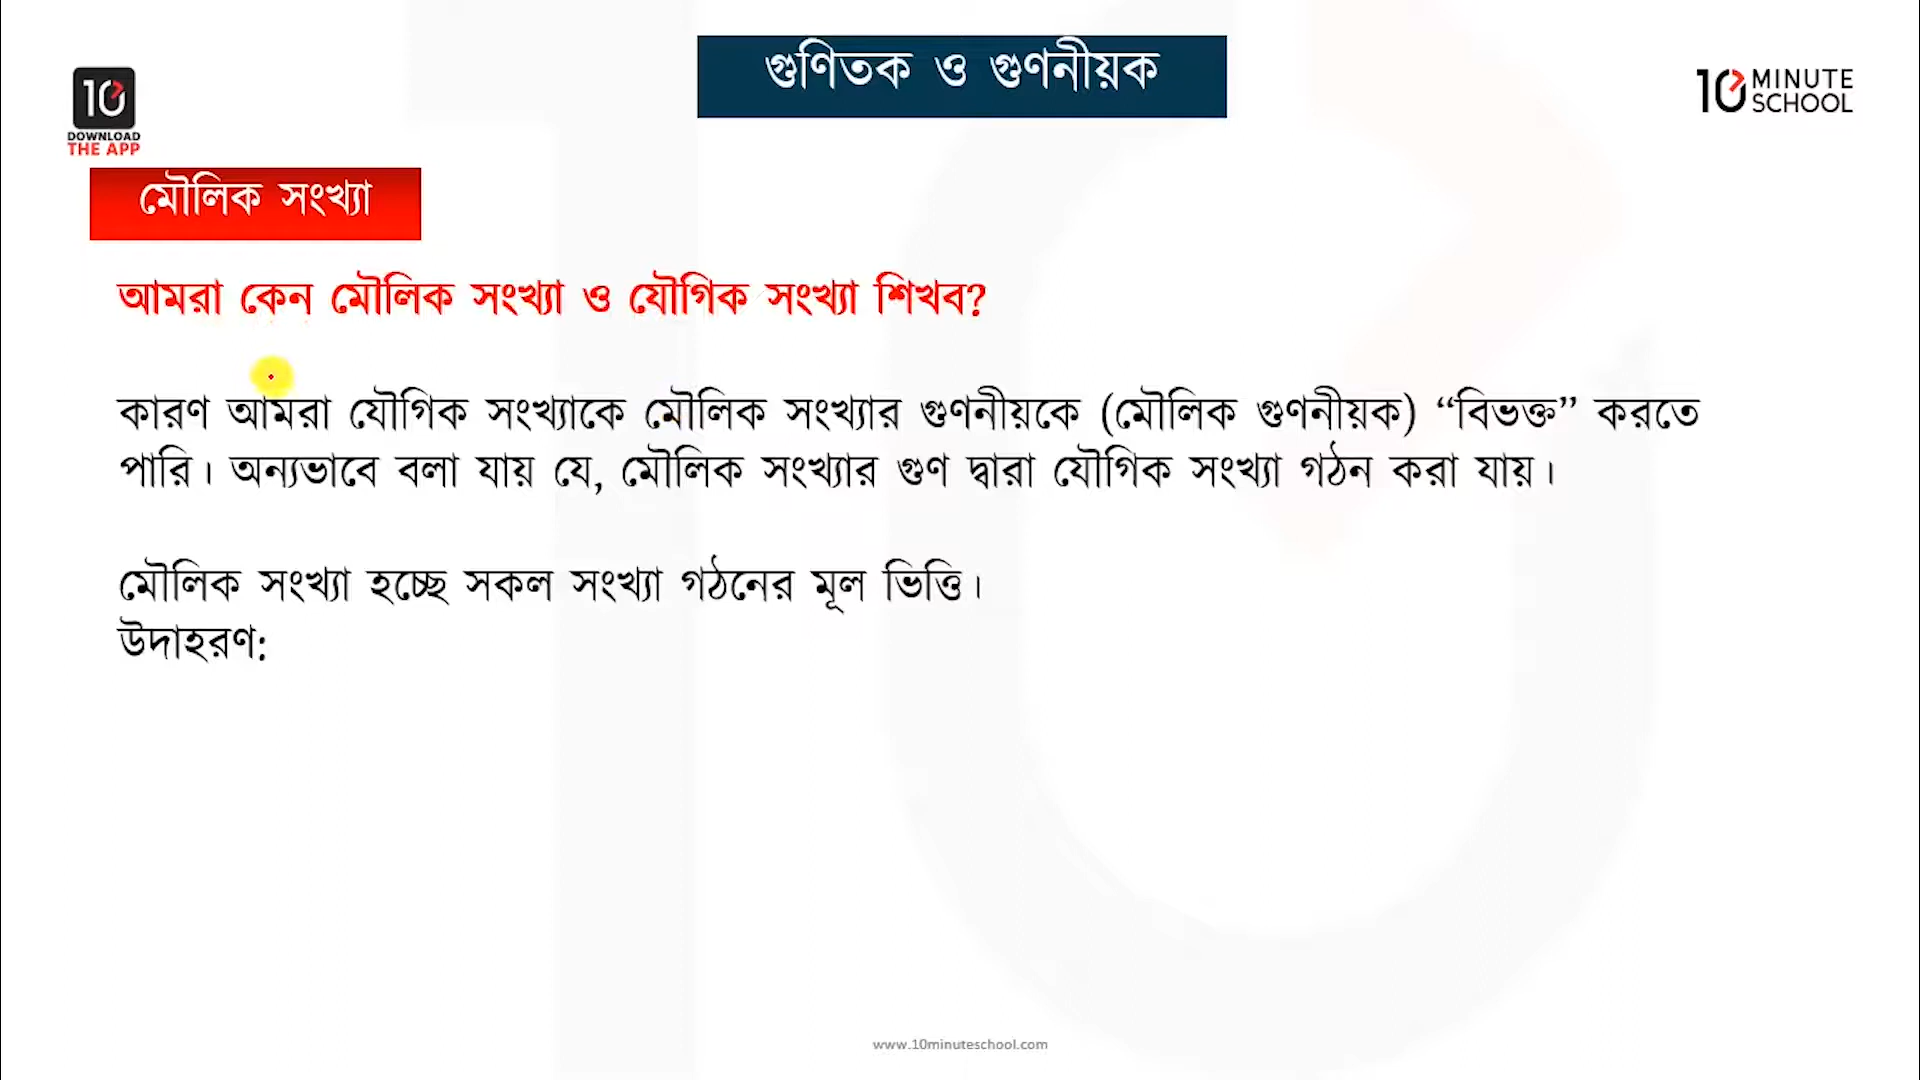 গুণিতক ও গুণনীয়ক
10 MINUTE SCHOOL
10
DOWNLOAD
THE APP
মৌলিক সংখ্যা
আমরা কেন মৌলিক সংখ্যা ও যৌগিক সংখ্যা শিখব?
কারণ আমরা যৌগিক সংখ্যাকে মৌলিক সংখ্যার গুণনীয়কে (মৌলিক গুণনীয়ক) “বিভক্ত” করতে
পারি। অন্যভাবে বলা যায় যে, মৌলিক সংখ্যার গুণ দ্বারা যৌগিক সংখ্যা গঠন করা যায়।
মৌলিক সংখ্যা হচ্ছে সকল সংখ্যা গঠনের মূল ভিত্তি।
উদাহরণ:
www.10minuteschool.com